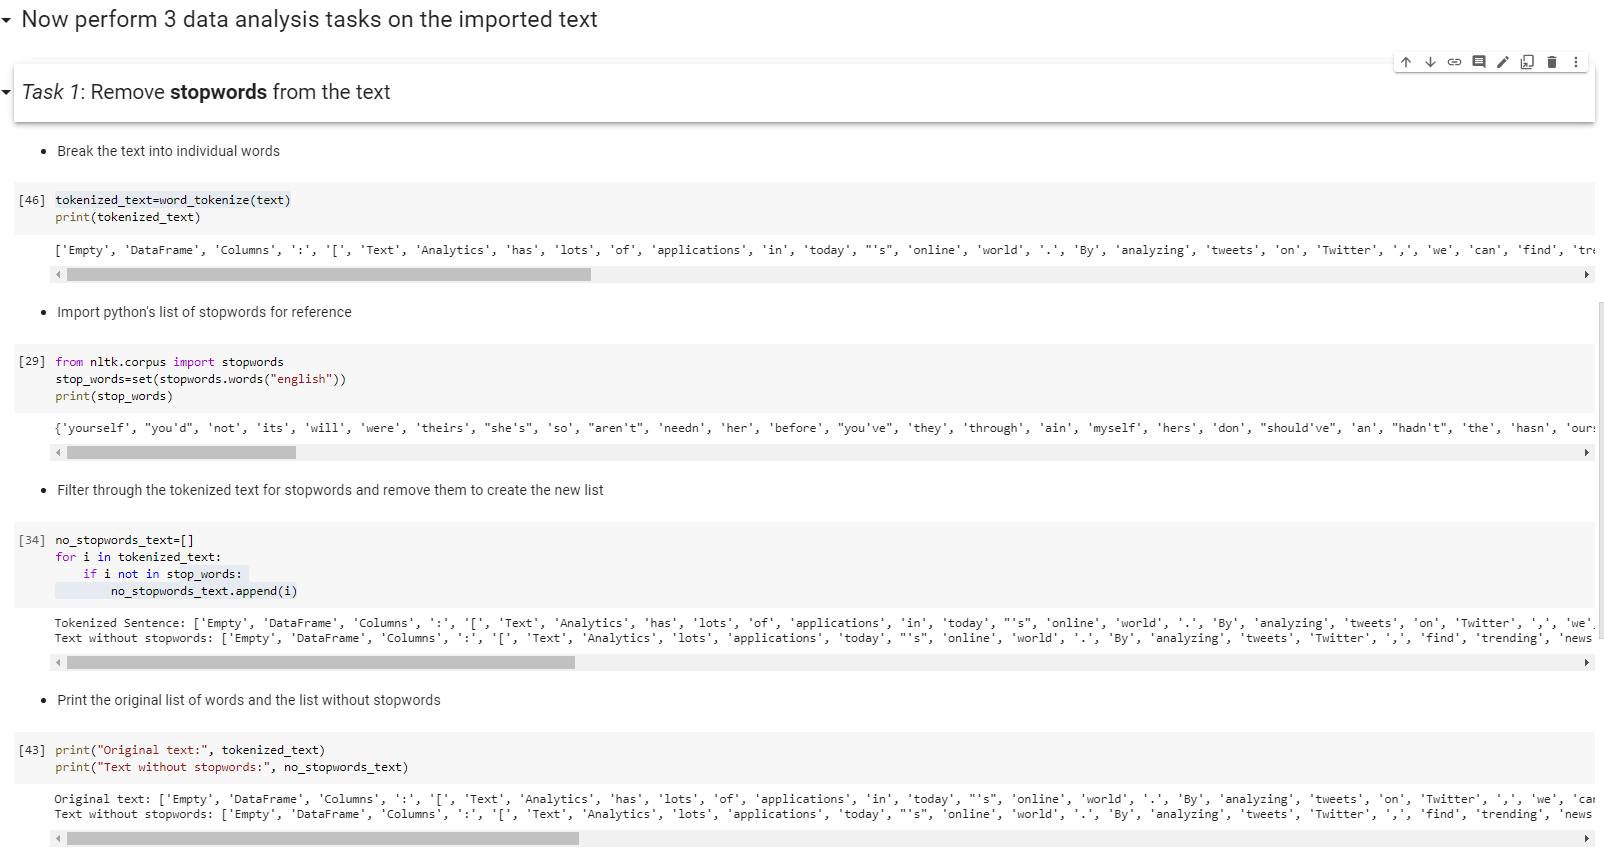 Now perform 3 data analysis tasks on the imported text
Task 1: Remove stopwords from the text
Break the text into individual words
[46] tokenized_text=word_tokenize(text)
print(tokenized_text)
['Empty', 'DataFrame', 'Columns', ':', '[', 'Text', 'Analytics', 'has', 'lots', 'of', 'applications', 'in', 'today', "'s", 'online', 'world', '.', 'By', 'analyzing', 'tweets', 'on', 'Twitter', ',', 'we', 'can', 'find', 'tre
Import python's list of stopwords for reference
[29] from nltk.corpus import stopwords
stop_words=set(stopwords.words("english"))
print(stop_words)
{'yourself', "you'd", 'not', 'its', 'will', 'were', 'theirs', "she's", 'so', "aren't", 'needn', 'her', 'before', "you've", 'they', 'through', 'ain', 'myself', 'hers', 'don', "should've", 'an', "hadn't", 'the', 'hasn', 'ours
Filter through the tokenized text for stopwords and remove them to create the new list
[34] no_stopwords_text=[]
for i in tokenized_text:
if i not in stop_words:
no_stopwords_text.append(i)
Tokenized Sentence: ['Empty', 'DataFrame', 'Columns', ':', '[', 'Text', 'Analytics', 'has', 'lots', 'of', 'applications', 'in', 'today', "'s", 'online', 'world', '.', 'By', 'analyzing', 'tweets', 'on', 'Twitter', ',', 'we',
Text without stopwords: ['Empty', 'DataFrame', 'Columns', ':', '[', 'Text', 'Analytics', 'lots', 'applications', 'today', "'s", 'online', 'world', '.', 'By', 'analyzing', 'tweets', 'Twitter', ',', 'find', 'trending', 'news
Print the original list of words and the list without stopwords
[43] print("Original text:", tokenized_text)
print("Text without stopwords:", no_stopwords_text)
Original text: ['Empty', 'DataFrame', 'Columns', ':', '[', 'Text', 'Analytics', 'has', 'lots', 'of', 'applications', 'in', 'today', "'s", 'online', 'world', '.', 'By', 'analyzing', 'tweets', 'on', 'Twitter', ',', 'we', 'can
Text without stopwords: ['Empty', 'DataFrame', 'Columns', ':', '[', 'Text', 'Analytics', 'lots', 'applications', 'today', "'s", 'online', 'world', '.', 'By', 'analyzing', 'tweets', 'Twitter', ',', 'find', 'trending', 'news